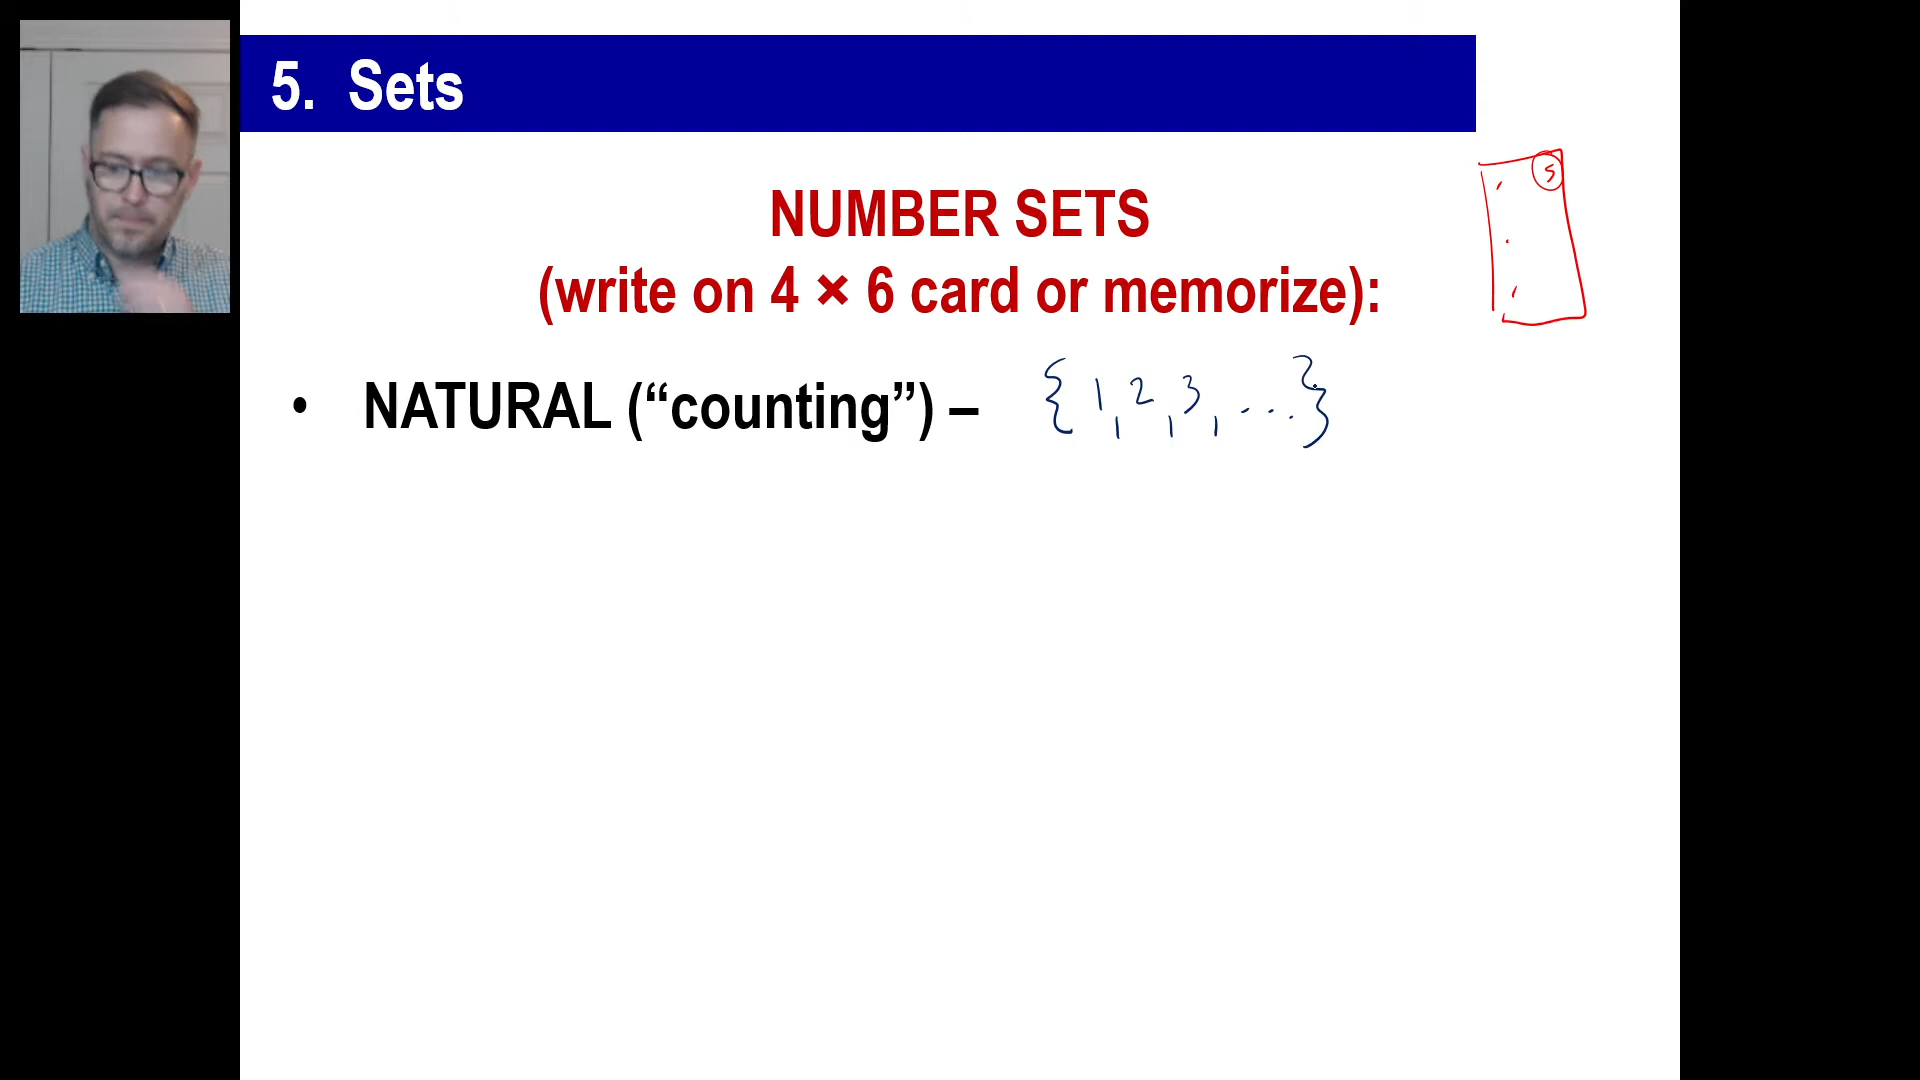 5. Sets
NUMBER SETS
(write on 4 × 6 card or memorize):
5
• NATURAL (“counting”) – { 1, 2, 3, ... }